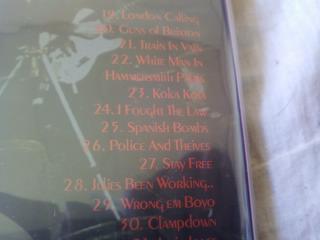 19. London Calling
20. Guns of Brixton
21. Train In Vain
22. White Man In
Hammersmith Palais
23. Koka Kola
24. I Fought The Law
25. Spanish Bombs
26. Police And Theives
27. Stay Free
28. Julies Been Working..
29. Wrong em Boyo
30. Clampdown